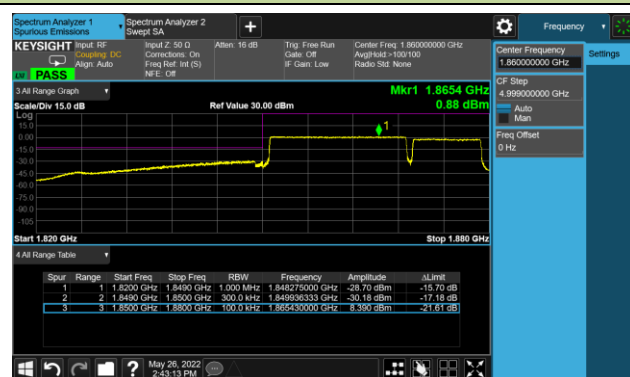 Spectrum Analyzer 1
Spurious Emissions
Spectrum Analyzer 2
Swept SA
Frequency
KEYSIGHT
Input: RF
Coupling: DC
Align: Auto
Input Z: 50 Ω
Corrections: On
Freq Ref: Int (S)
NFE: Off
Atten: 16 dB
Trig: Free Run
Gate: Off
IF Gain: Low
Center Freq: 1.860000000 GHz
Avg|Hold:>100/100
Radio Std: None
PASS
Center Frequency
1.860000000 GHz
Settings
CF Step
4.999000000 GHz
Auto
Man
Freq Offset
0 Hz
3 All Range Graph
Mkr1 1.8654 GHz
Scale/Div 15.0 dB
Ref Value 30.00 dBm
0.88 dBm
Log
15.0
0.00
-15.0
-30.0
-45.0
-60.0
-75.0
-90.0
-105
1
Start 1.820 GHz
Stop 1.880 GHz
4 All Range Table
Spur Range Start Freq Stop Freq RBW Frequency Amplitude ΔLimit
1 1 1.8200 GHz 1.8490 GHz 1.000 MHz 1.848275000 GHz -28.70 dBm -15.70 dB
2 2 1.8490 GHz 1.8500 GHz 300.0 kHz 1.849936333 GHz -30.18 dBm -17.18 dB
3 3 1.8500 GHz 1.8800 GHz 100.0 kHz 1.865430000 GHz 8.390 dBm -21.61 dB
May 26, 2022
2:43:13 PM